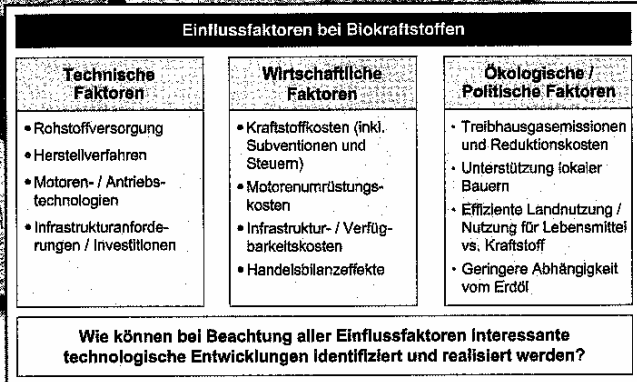 Einflussfaktoren bei Biokraftstoffen
Technische
Faktoren
• Rohstoffversorgung
• Herstellverfahren
• Motoren- / Antriebs-
technologien
• Infrastrukturanforde-
rungen / Investitionen
Wirtschaftliche
Faktoren
• Kraftstoffkosten (inkl.
Subventionen und
Steuern)
• Motorenumrüstungs-
kosten
• Infrastruktur- / Verfüg-
barkeitskosten
• Handelsbilanzeffekte
Ökologische /
Politische Faktoren
· Treibhausgasemissionen
und Reduktionskosten
· Unterstützung lokaler
Bauern
· Effiziente Landnutzung /
Nutzung für Lebensmittel
vs. Kraftstoff
· Geringere Abhängigkeit
vom Erdöl
Wie können bei Beachtung aller Einflussfaktoren interessante
technologische Entwicklungen identifiziert und realisiert werden?